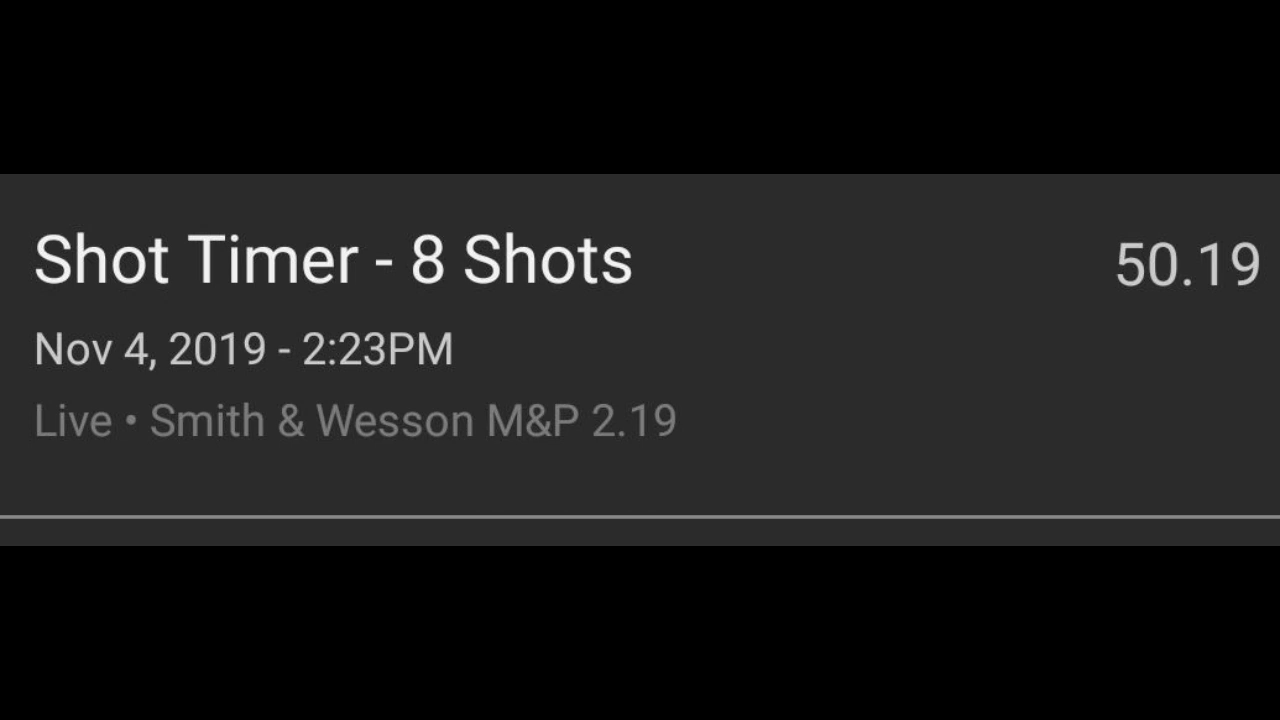 Shot Timer - 8 Shots
50.19
Nov 4, 2019 - 2:23PM
Live • Smith & Wesson M&P 2.19